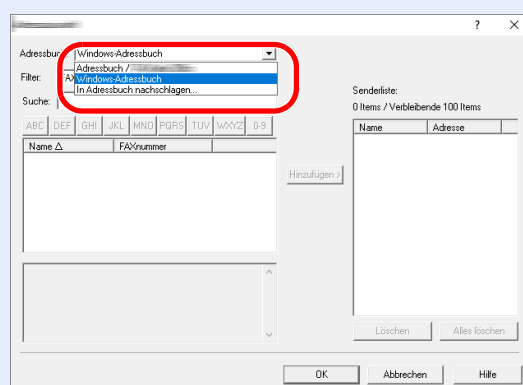 ? ×
Adressbuch: Windows-Adressbuch
Adressbuch /
Windows-Adressbuch
In Adressbuch nachschlagen...
Filter:
Suche:
ABC DEF GHI JKL MNO PQRS TUV WXYZ 0-9
Name FAXnummer
Hinzufügen >
Senderliste:
0 Items / Verbleibende 100 Items
Name Adresse
Löschen Alles löschen
OK Abbrechen Hilfe